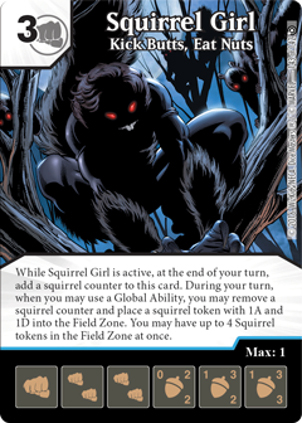 3
Squirrel Girl
Kick Butts, Eat Nuts
While Squirrel Girl is active, at the end of your turn,
add a squirrel counter to this card. During your turn,
when you may use a Global Ability, you may remove a
squirrel counter and place a squirrel token with 1A and
1D into the Field Zone. You may have up to 4 Squirrel
tokens in the Field Zone at once.
Max: 1
0 2 2
1 3 2
1 3 3